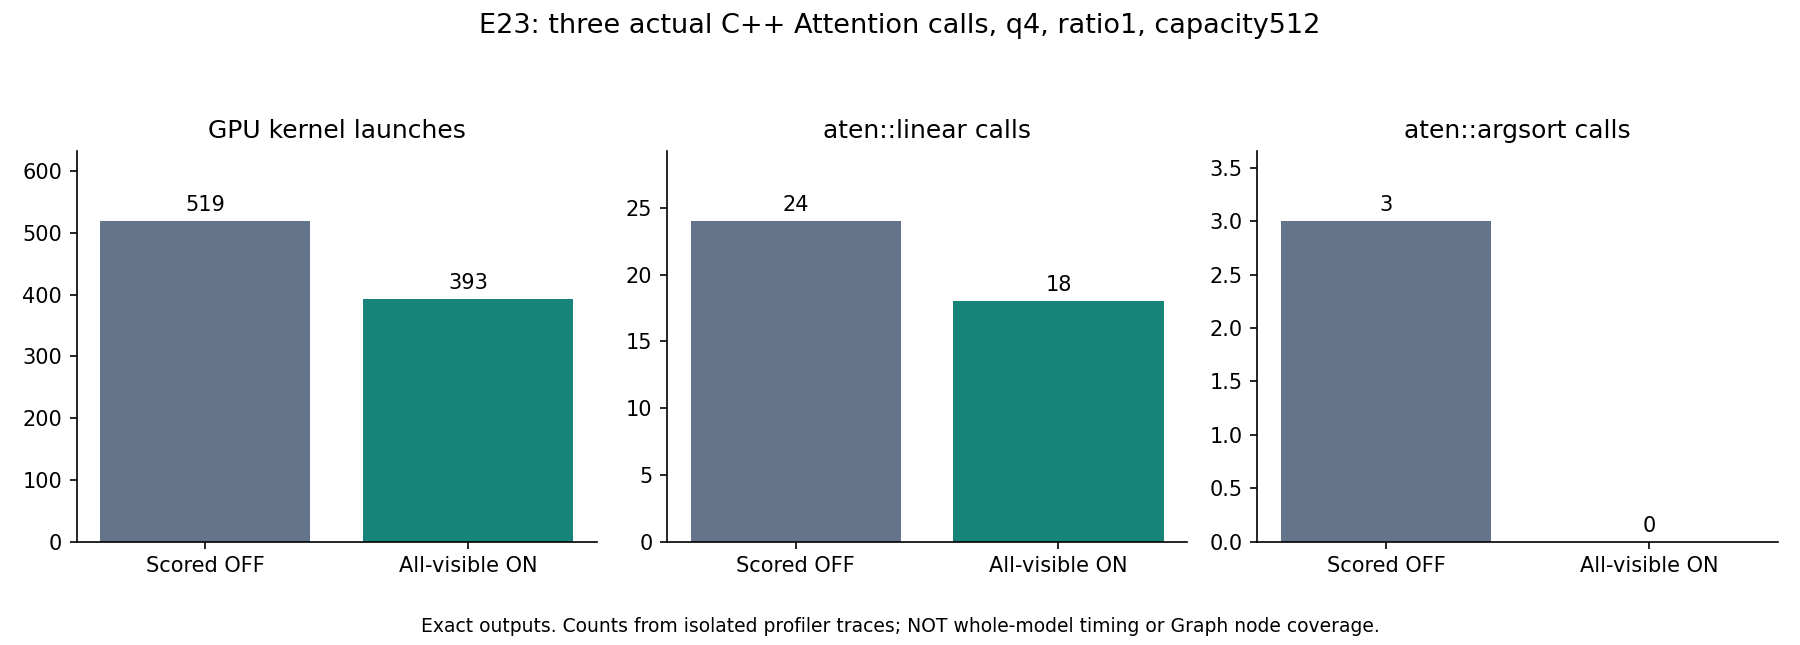 E23: three actual C++ Attention calls, q4, ratio1, capacity512
GPU kernel launches
600
500
400
300
200
100
0
519
393
Scored OFF
All-visible ON
aten::linear calls
25
20
15
10
5
0
24
18
Scored OFF
All-visible ON
aten::argsort calls
3.5
3.0
2.5
2.0
1.5
1.0
0.5
0.0
3
0
Scored OFF
All-visible ON
Exact outputs. Counts from isolated profiler traces; NOT whole-model timing or Graph node coverage.